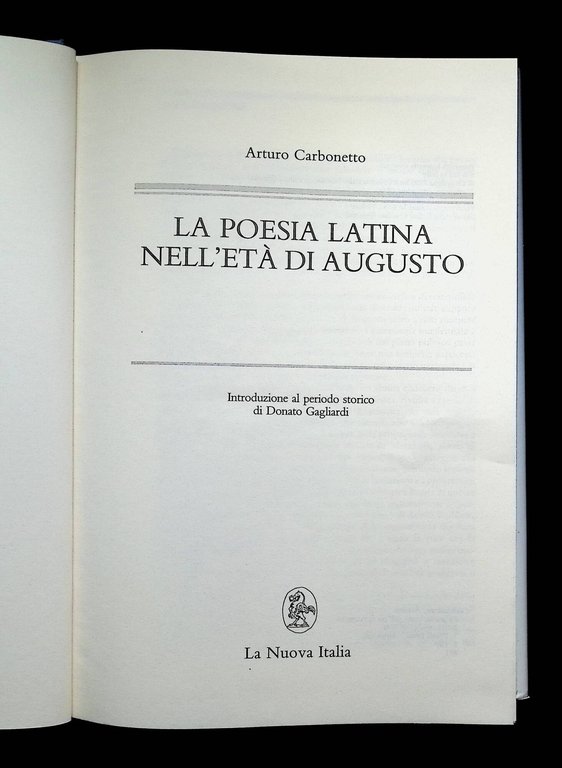 Arturo Carbonetto
LA POESIA LATINA
NELL'ETÀ DI AUGUSTO
Introduzione al periodo storico
di Donato Gagliardi
La Nuova Italia